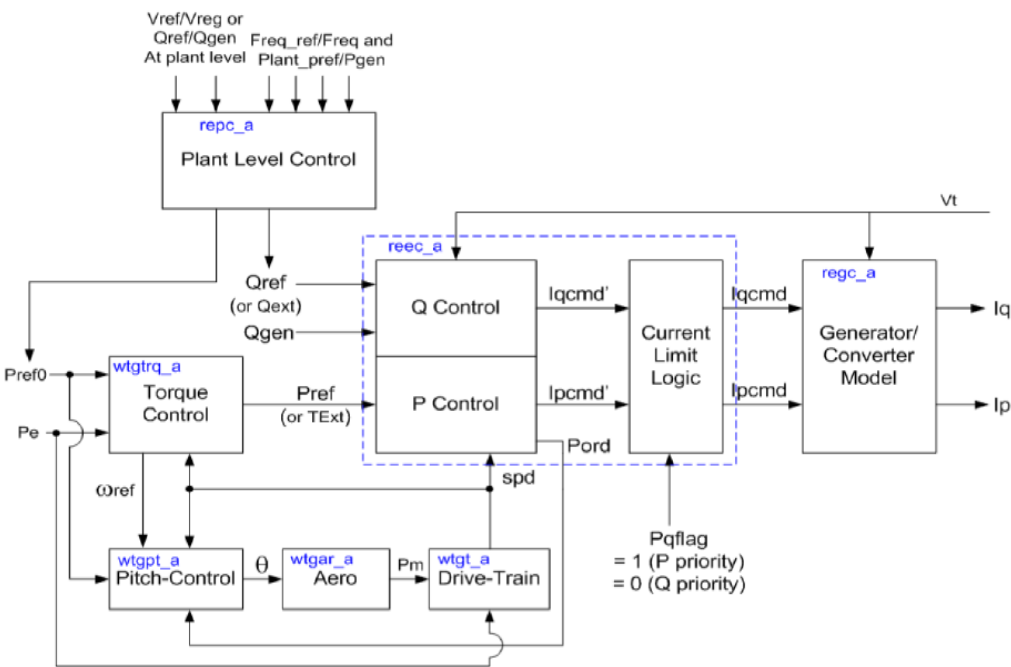 Vref/Vreg or
Qref/Qgen
At plant level
Freq_ref/Freq and
Plant_pref/Pgen
repc_a
Plant Level Control
Vt
reec_a
regc_a
Qref
(or Qext)
Qgen
Q Control
Iqcmd’
Current
Limit
Logic
Iqcmd
Generator/
Converter
Model
Iq
Pref0
wtgtrq_a
Torque
Control
Pref
(or TExt)
P Control
Ipcmd’
Ipcmd
Ip
Pe
Pord
spd
ωref
Pqflag
= 1 (P priority)
= 0 (Q priority)
wtgpt_a
Pitch-Control
θ
wtgar_a
Aero
Pm
wtgt_a
Drive-Train